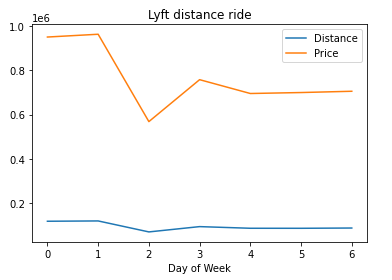 Lyft distance ride
1e6
Distance
Price
1.0
0.8
0.6
0.4
0.2
0 1 2 3 4 5 6
Day of Week